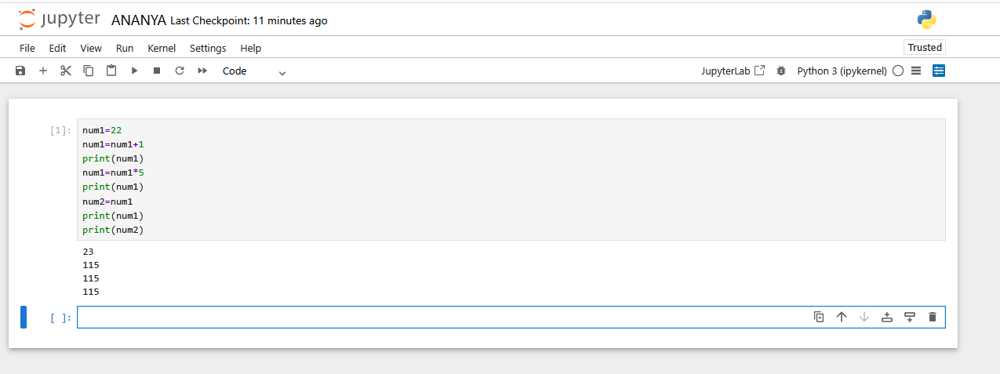 jupyter ANANYA Last Checkpoint: 11 minutes ago
File Edit View Run Kernel Settings Help Trusted
Code JupyterLab Python 3 (ipykernel)
[1]: num1=22
num1=num1+1
print(num1)
num1=num1*5
print(num1)
num2=num1
print(num1)
print(num2)
23
115
115
115
[ ]: